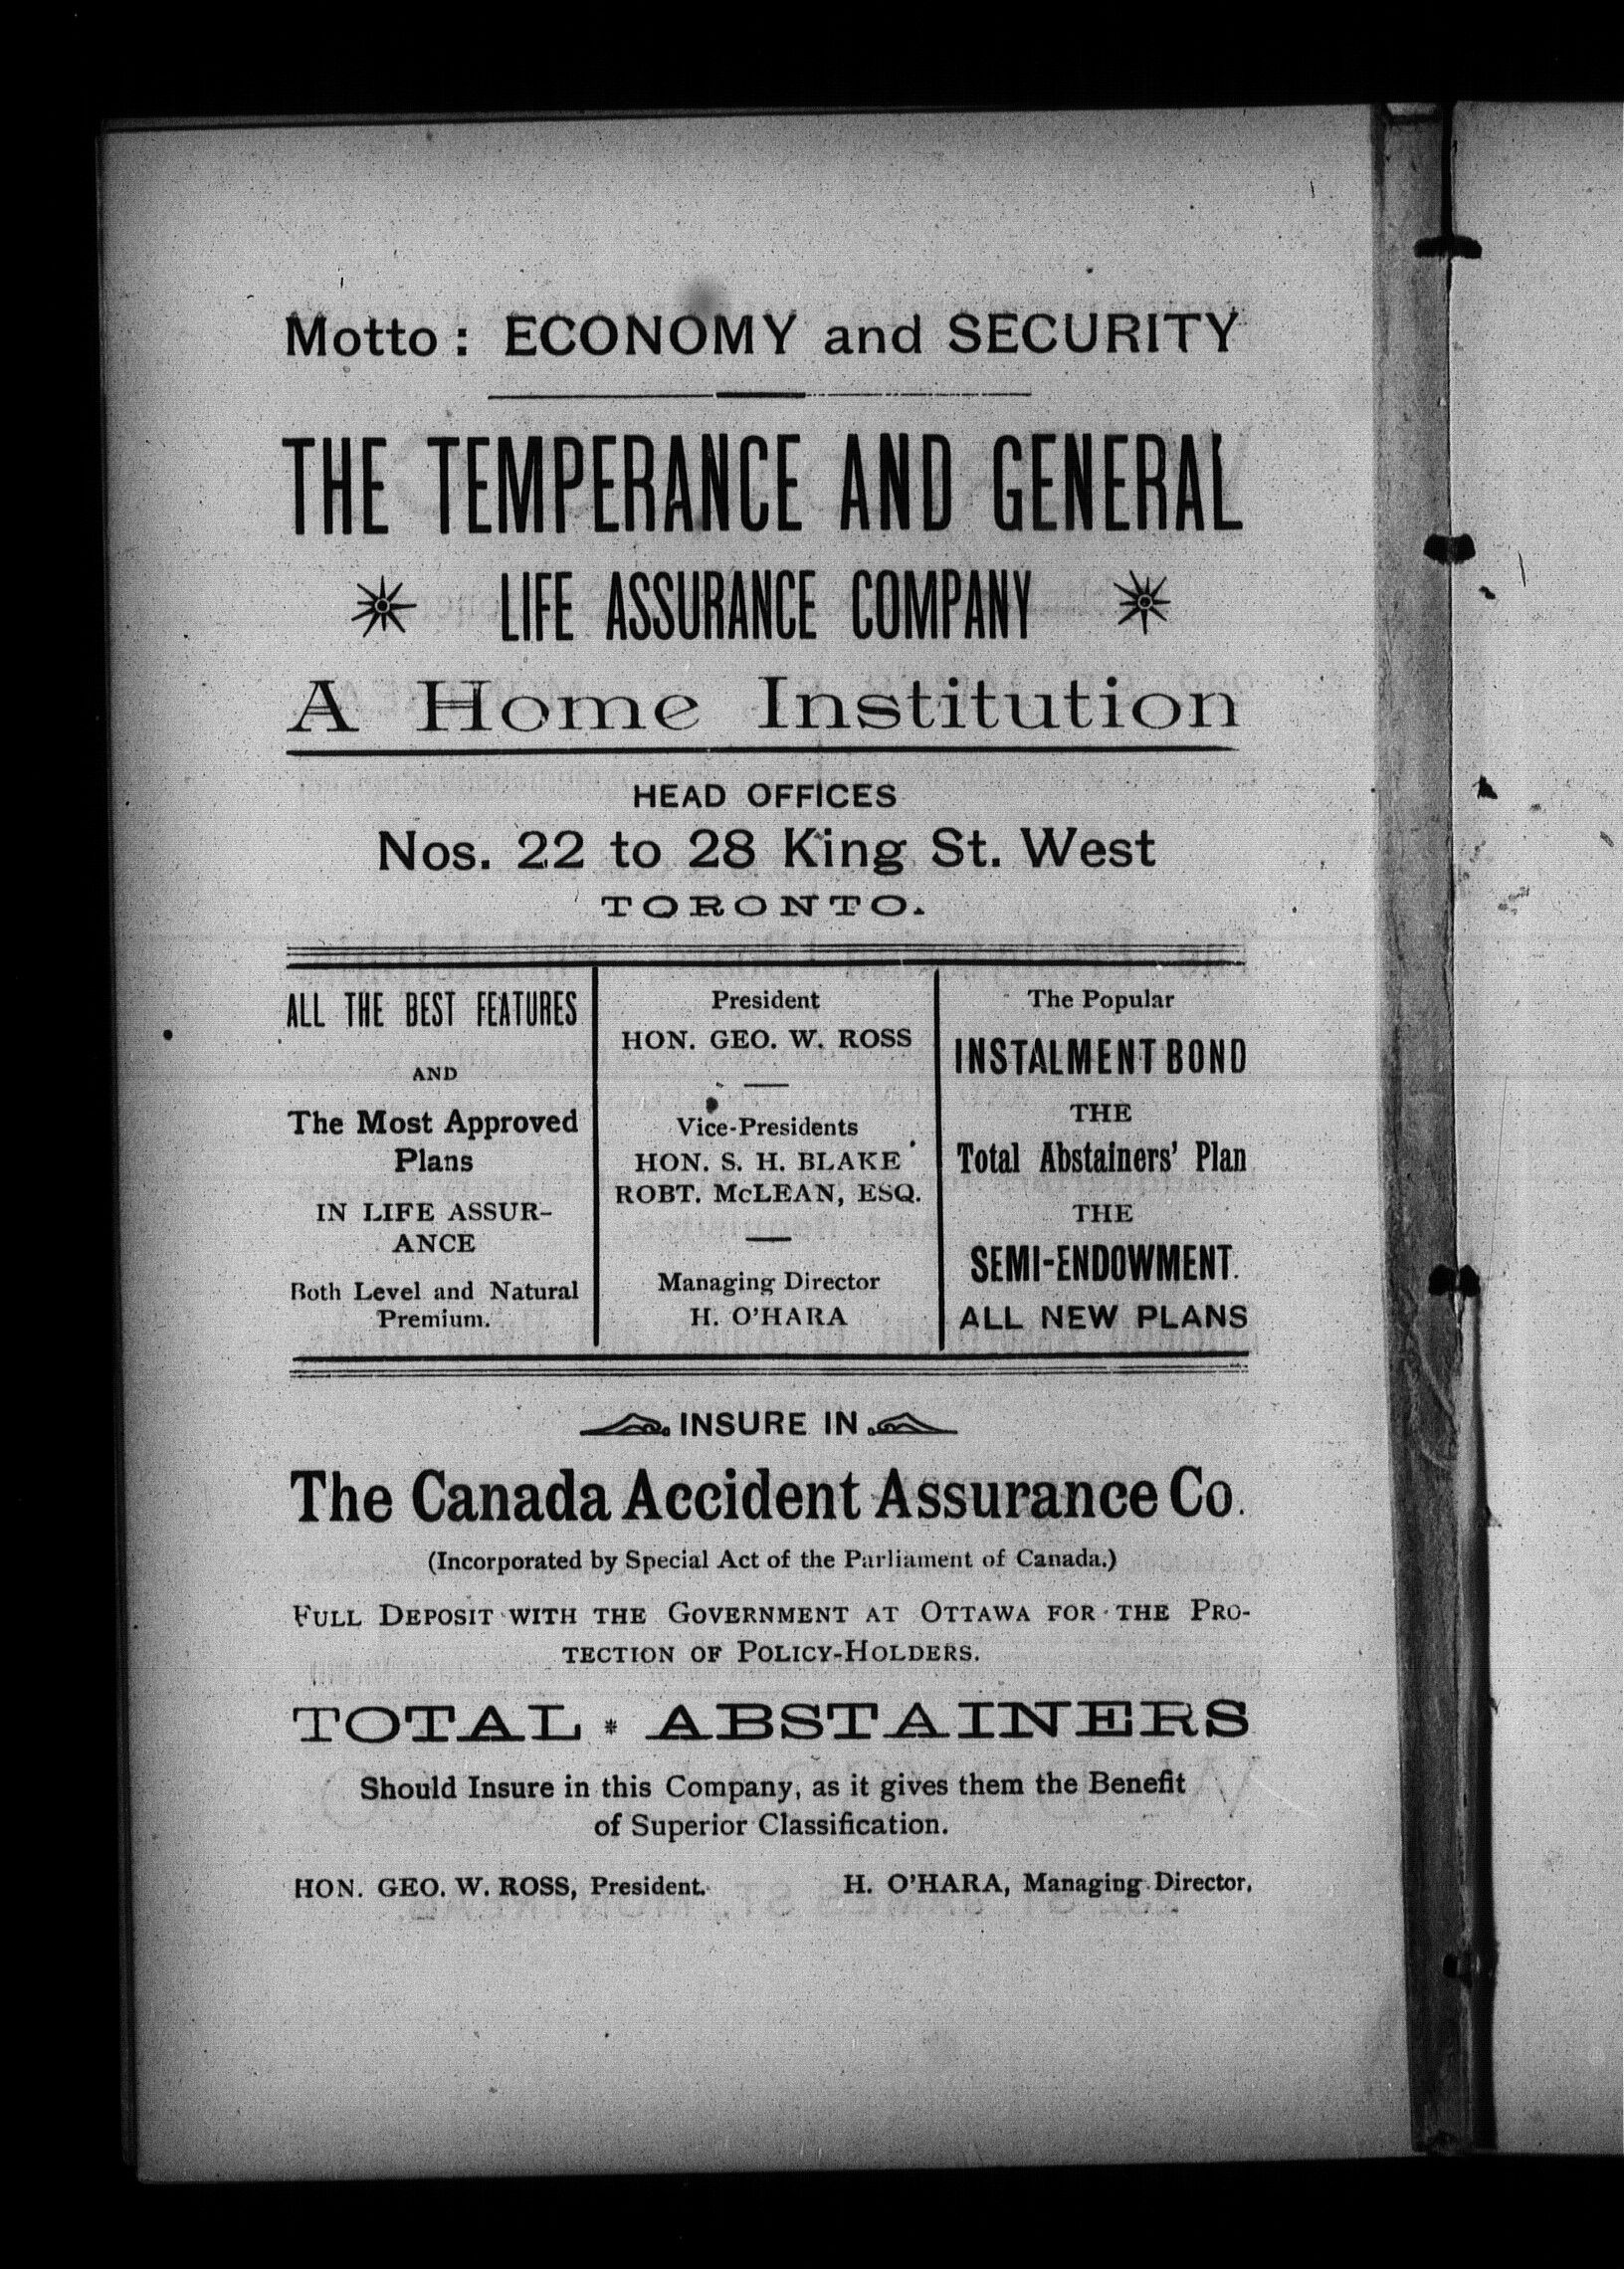 Motto: ECONOMY and SECURITY
THE TEMPERANCE AND GENERAL
LIFE ASSURANCE COMPANY
A Home Institution
HEAD OFFICES
Nos. 22 to 28 King St. West
TORONTO.
ALL THE BEST FEATURES
AND
The Most Approved
Plans
IN LIFE ASSUR-
ANCE
Both Level and Natural
Premium.
President
HON. GEO. W. ROSS
Vice-Presidents
HON. S. H. BLAKE
ROBT. McLEAN, ESQ.
Managing Director
H. O'HARA
The Popular
INSTALMENT BOND
THE
Total Abstainers' Plan
THE
SEMI-ENDOWMENT.
ALL NEW PLANS
INSURE IN
The Canada Accident Assurance Co.
(Incorporated by Special Act of the Parliament of Canada.)
FULL DEPOSIT WITH THE GOVERNMENT AT OTTAWA FOR THE PRO-
TECTION OF POLICY-HOLDERS.
TOTAL * ABSTAINERS
Should Insure in this Company, as it gives them the Benefit
of Superior Classification.
HON. GEO. W. ROSS, President. H. O'HARA, Managing Director,